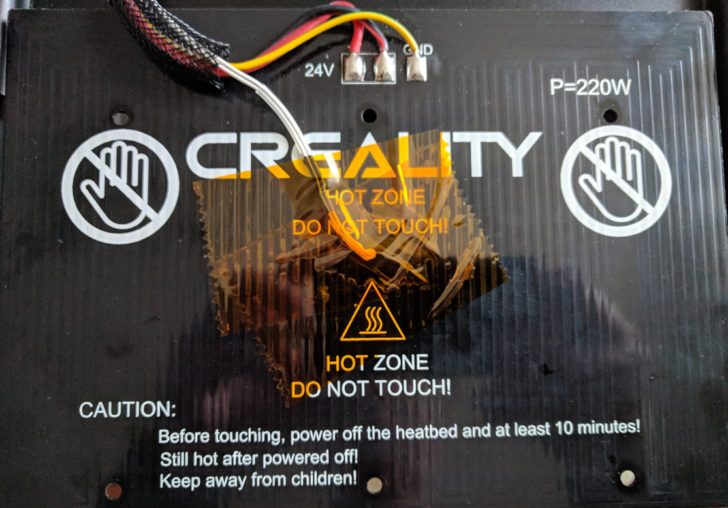 24V
GND
P=220W
CREALITY
HOT ZONE
DO NOT TOUCH!
HOT ZONE
DO NOT TOUCH!
CAUTION:
Before touching, power off the heatbed and at least 10 minutes!
Still hot after powered off!
Keep away from children!